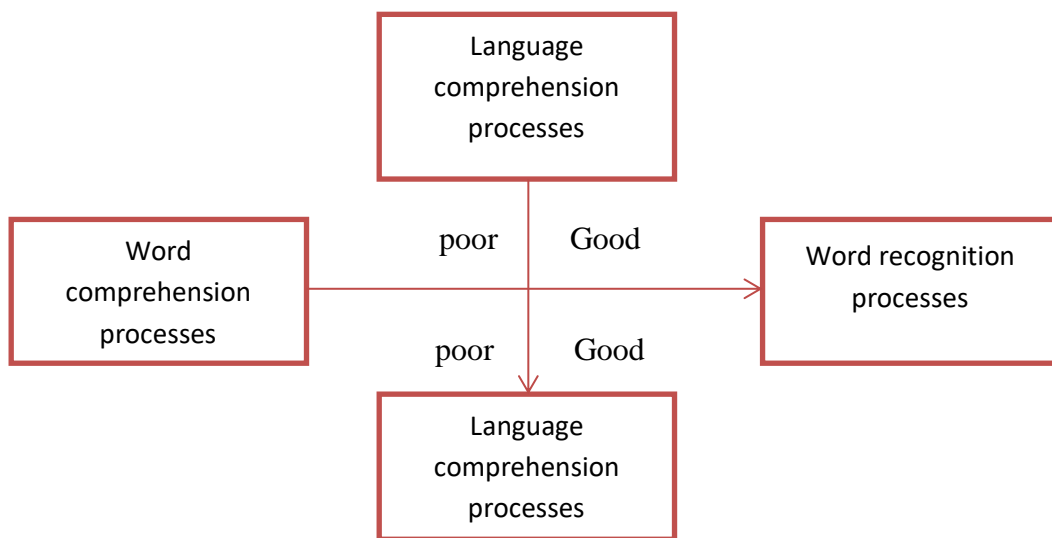 Language
comprehension
processes
Word
comprehension
processes
poor Good
Word recognition
processes
poor Good
Language
comprehension
processes